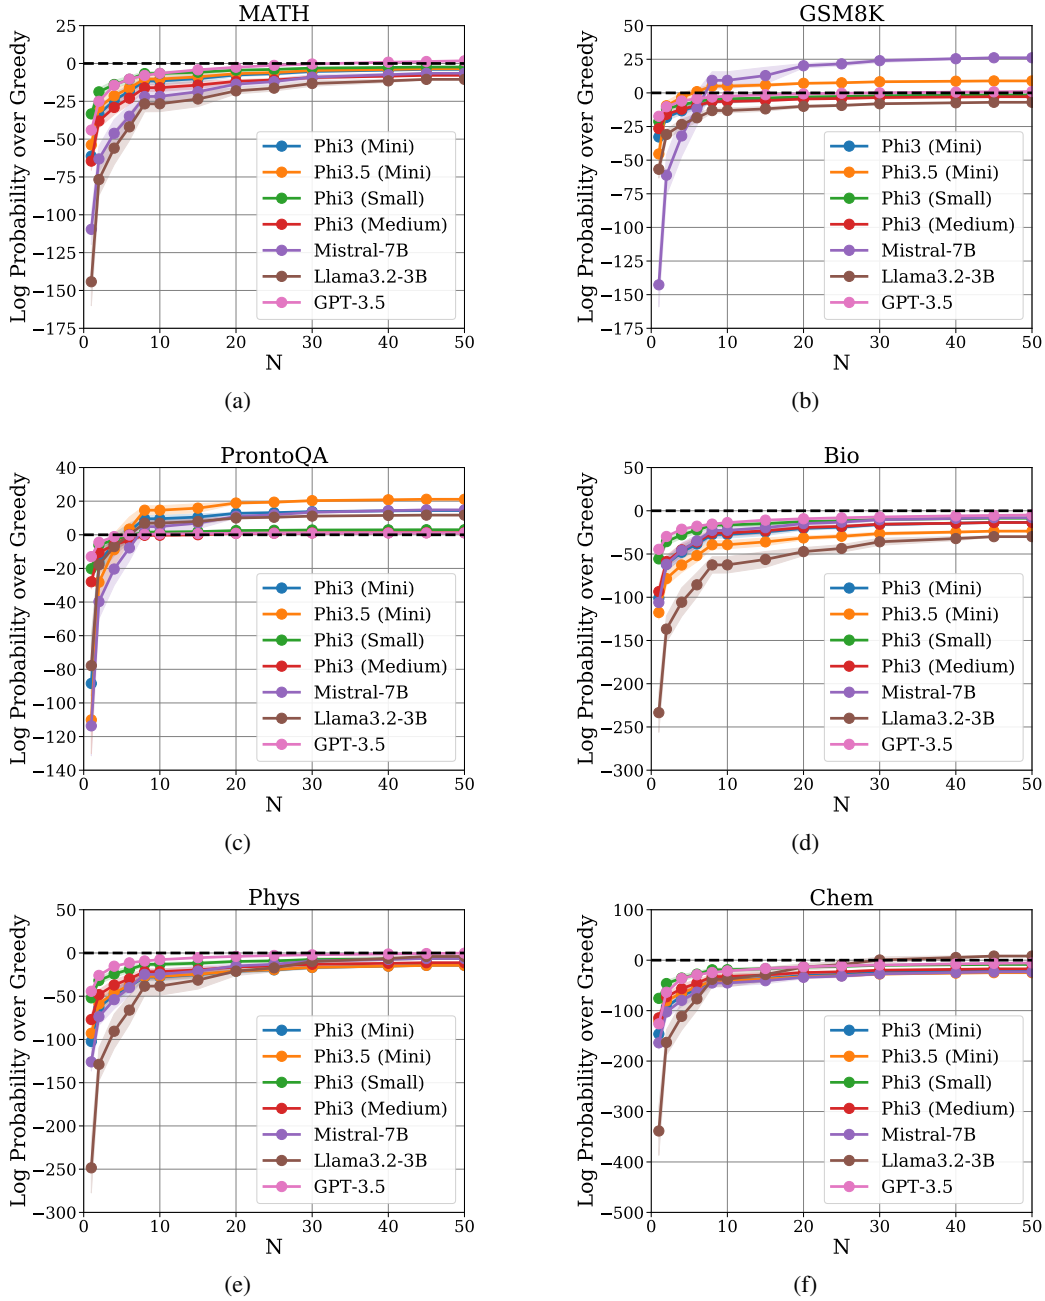 MATH
Log Probability over Greedy
25
0
−25
−50
−75
−100
−125
−150
−175
0
10
20
30
40
50
N
Phi3 (Mini)
Phi3.5 (Mini)
Phi3 (Small)
Phi3 (Medium)
Mistral-7B
Llama3.2-3B
GPT-3.5
(a)
GSM8K
Log Probability over Greedy
50
25
0
−25
−50
−75
−100
−125
−150
−175
0
10
20
30
40
50
N
Phi3 (Mini)
Phi3.5 (Mini)
Phi3 (Small)
Phi3 (Medium)
Mistral-7B
Llama3.2-3B
GPT-3.5
(b)
ProntoQA
Log Probability over Greedy
40
20
0
−20
−40
−60
−80
−100
−120
−140
0
10
20
30
40
50
N
Phi3 (Mini)
Phi3.5 (Mini)
Phi3 (Small)
Phi3 (Medium)
Mistral-7B
Llama3.2-3B
GPT-3.5
(c)
Bio
Log Probability over Greedy
50
0
−50
−100
−150
−200
−250
−300
0
10
20
30
40
50
N
Phi3 (Mini)
Phi3.5 (Mini)
Phi3 (Small)
Phi3 (Medium)
Mistral-7B
Llama3.2-3B
GPT-3.5
(d)
Phys
Log Probability over Greedy
50
0
−50
−100
−150
−200
−250
−300
0
10
20
30
40
50
N
Phi3 (Mini)
Phi3.5 (Mini)
Phi3 (Small)
Phi3 (Medium)
Mistral-7B
Llama3.2-3B
GPT-3.5
(e)
Chem
Log Probability over Greedy
100
0
−100
−200
−300
−400
−500
0
10
20
30
40
50
N
Phi3 (Mini)
Phi3.5 (Mini)
Phi3 (Small)
Phi3 (Medium)
Mistral-7B
Llama3.2-3B
GPT-3.5
(f)